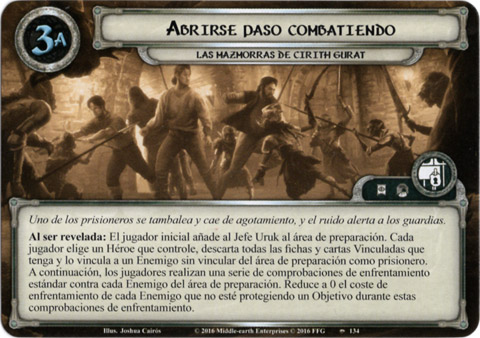 3A
ABRIRSE PASO COMBATIENDO
LAS MAZMORRAS DE CIRITH GURAT
Uno de los prisioneros se tambalea y cae de agotamiento, y el ruido alerta a los guardias.
Al ser revelada: El jugador inicial añade al Jefe Uruk al área de preparación. Cada
jugador elige un Héroe que controle, descarta todas las fichas y cartas Vinculadas que
tenga y lo vincula a un Enemigo sin vincular del área de preparación como prisionero.
A continuación, los jugadores realizan una serie de comprobaciones de enfrentamiento
estándar contra cada Enemigo del área de preparación. Reduce a 0 el coste de
enfrentamiento de cada Enemigo que no esté protegiendo un Objetivo durante estas
comprobaciones de enfrentamiento.
Illus. Joshua Cairós © 2016 Middle-earth Enterprises © 2016 FFG 134